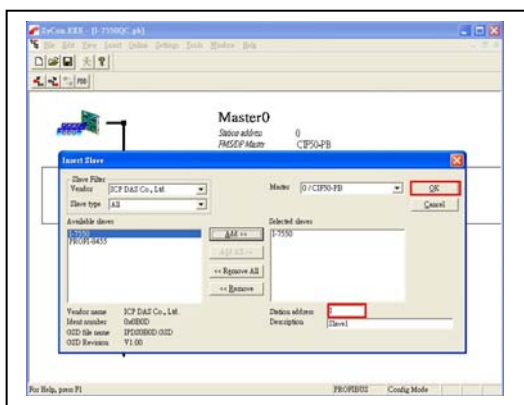 SyCon.EXE - [I-7550QC.pb]
File Edit View Insert Online Settings Tools Window Help
Master0
Station address 0
FMS/DP Master CIF50-PB
Insert Slave
Slave Filter
Vendor ICP DAS Co., Ltd.
Slave type All
Master 0 / CIF50-PB
OK
Cancel
Available slaves
I-7550
PROFI-8455
Add >>
Add All >>
<< Remove All
<< Remove
Selected slaves
I-7550
Vendor name ICP DAS Co., Ltd.
Ident number 0x0B0D
GSD file name IPDS0B0D.GSD
GSD Revision V1.00
Station address 1
Description Slave1
For Help, press F1
PROFIBUS Config Mode